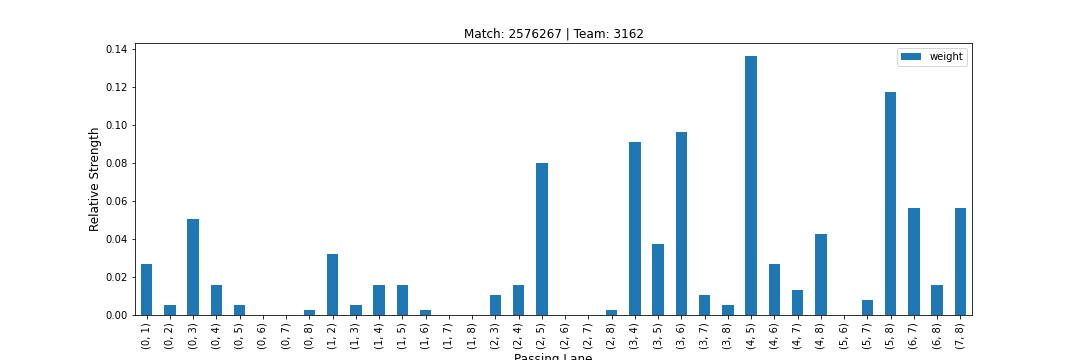 Match: 2576267 | Team: 3162
weight
Relative Strength
0.14
0.12
0.10
0.08
0.06
0.04
0.02
0.00
(0, 1) (0, 2) (0, 3) (0, 4) (0, 5) (0, 6) (0, 7) (0, 8) (1, 2) (1, 3) (1, 4) (1, 5) (1, 6) (1, 7) (1, 8) (2, 3) (2, 4) (2, 5) (2, 6) (2, 7) (2, 8) (3, 4) (3, 5) (3, 6) (3, 7) (3, 8) (4, 5) (4, 6) (4, 7) (4, 8) (5, 6) (5, 7) (5, 8) (6, 7) (6, 8) (7, 8)
Passing Lane